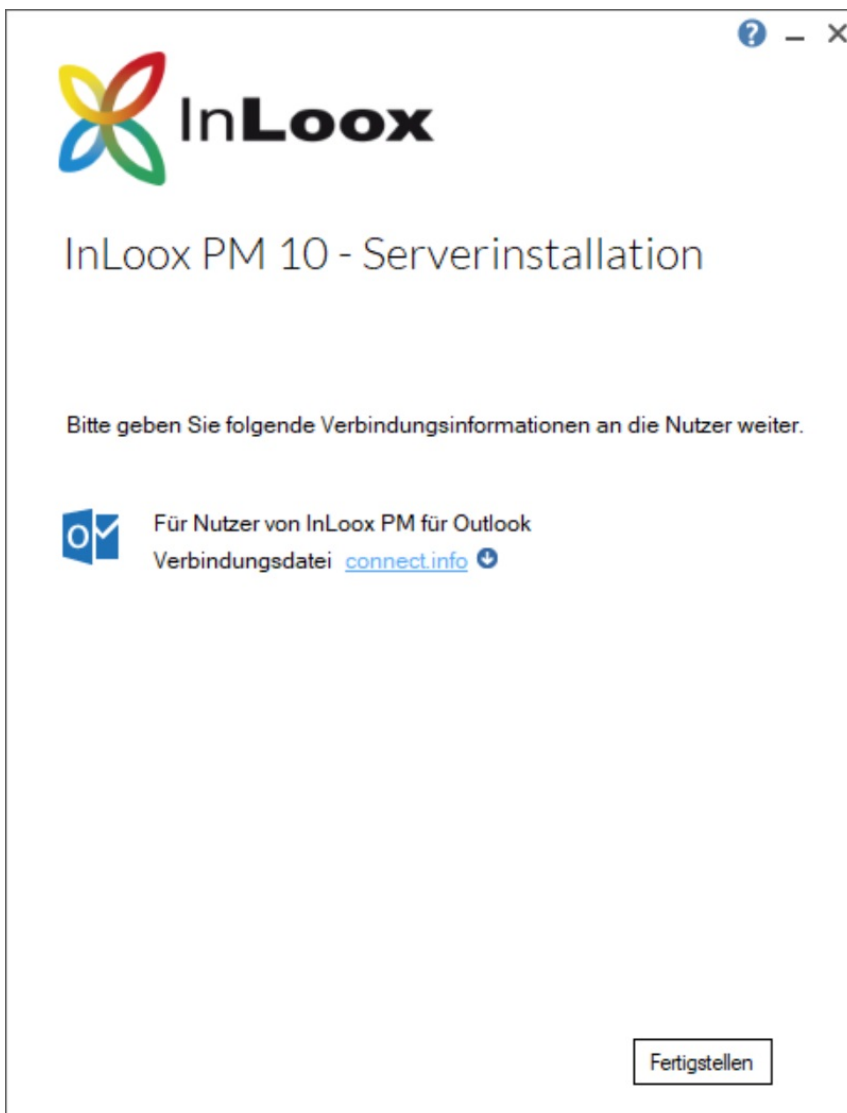 InLoox
InLoox PM 10 - Serverinstallation
Bitte geben Sie folgende Verbindungsinformationen an die Nutzer weiter.
Für Nutzer von InLoox PM für Outlook
Verbindungsdatei connect.info
Fertigstellen